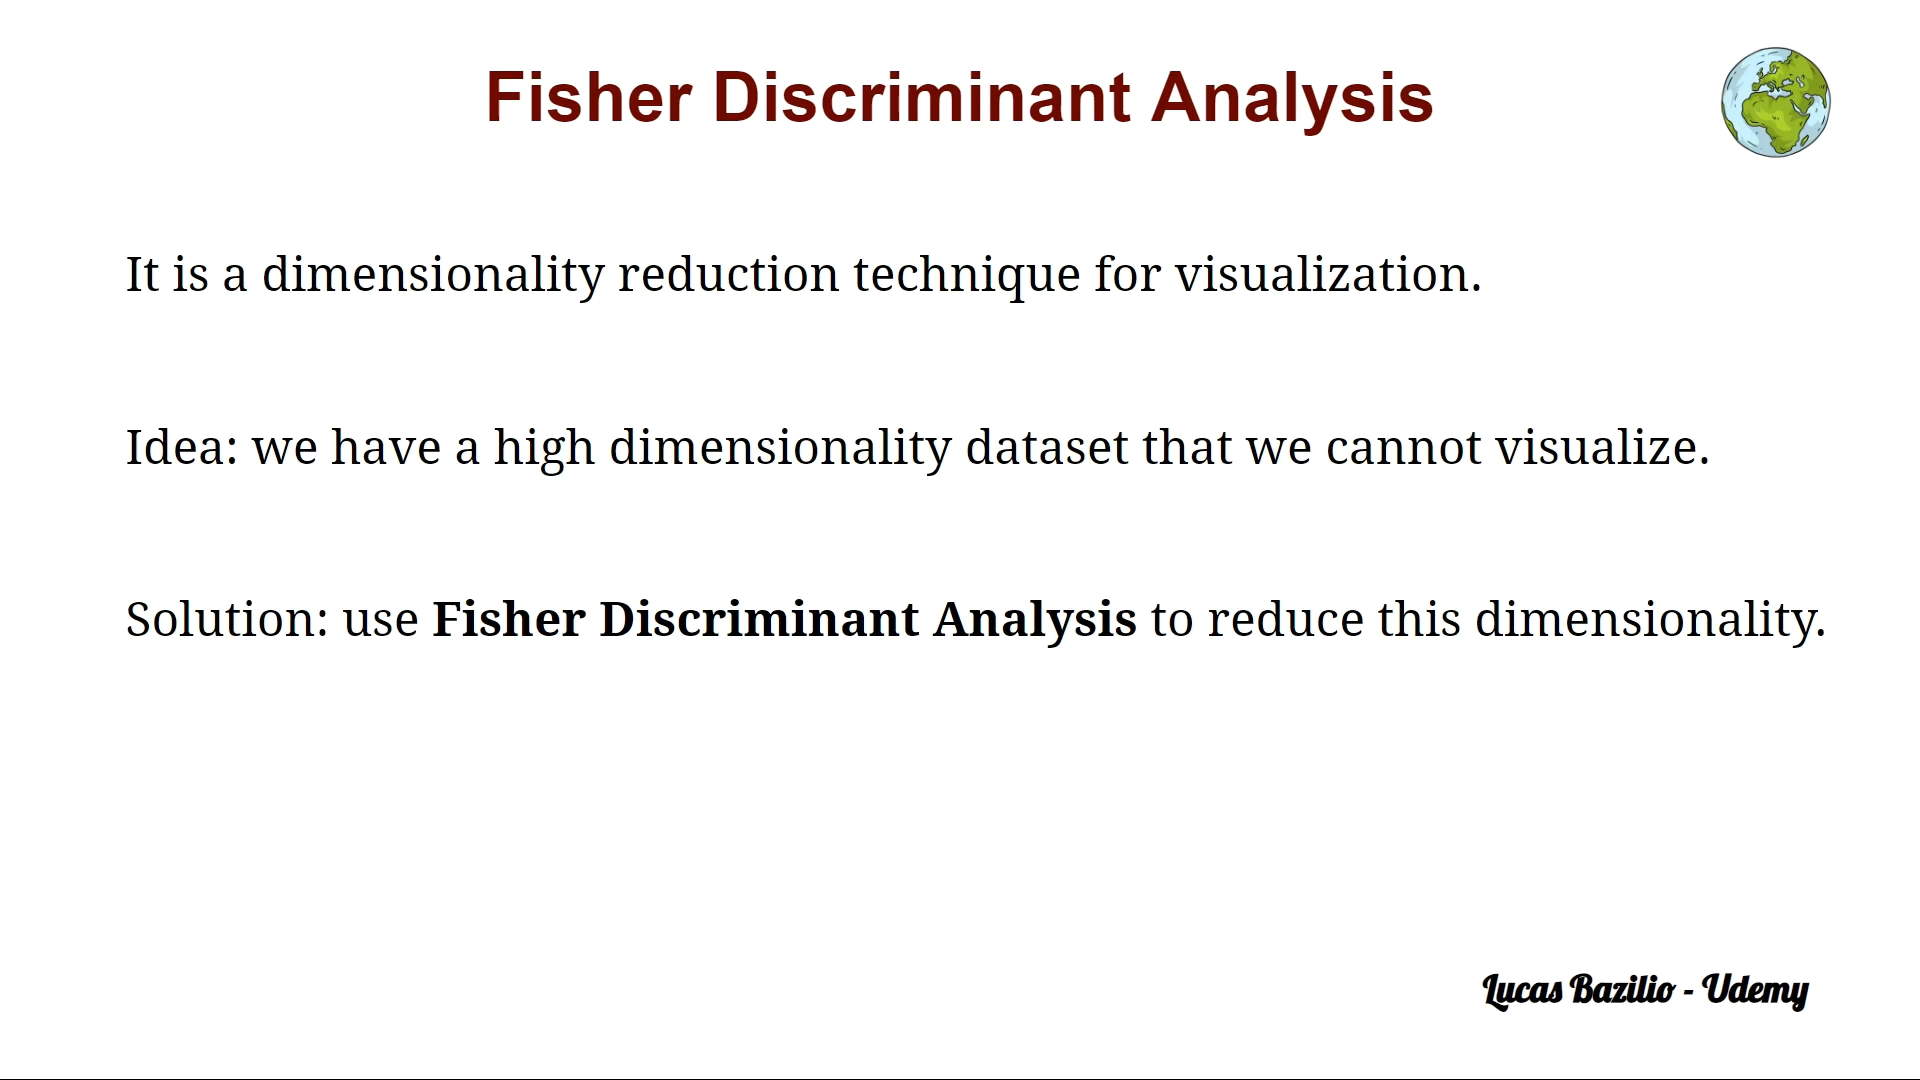 Fisher Discriminant Analysis
It is a dimensionality reduction technique for visualization.
Idea: we have a high dimensionality dataset that we cannot visualize.
Solution: use Fisher Discriminant Analysis to reduce this dimensionality.
Lucas Bazilio - Udemy